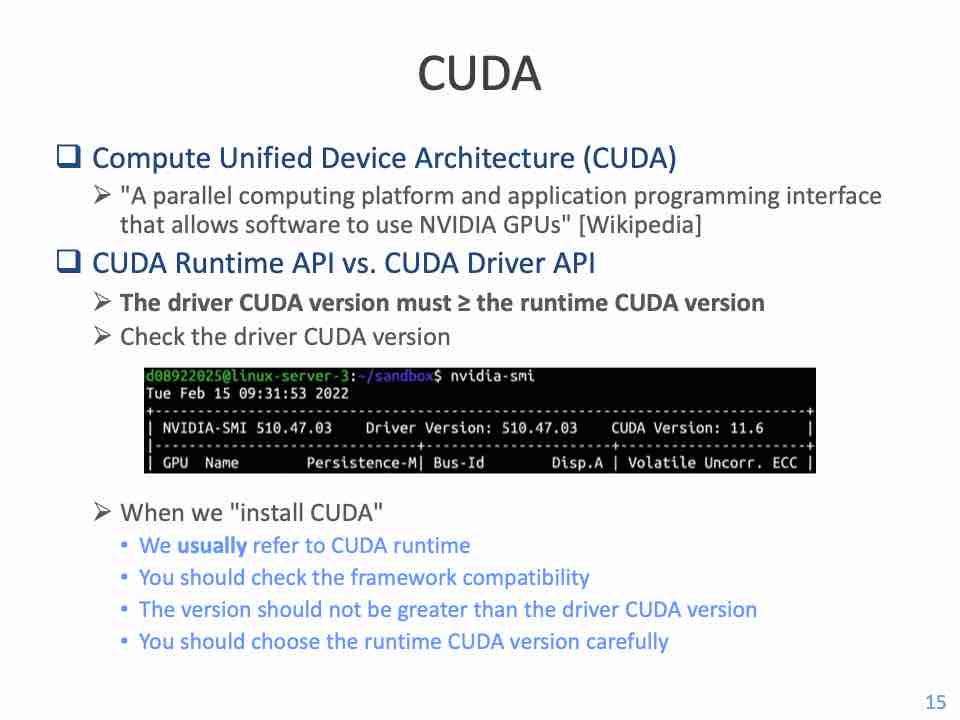 CUDA
❑ Compute Unified Device Architecture (CUDA)
➢ "A parallel computing platform and application programming interface
that allows software to use NVIDIA GPUs" [Wikipedia]
❑ CUDA Runtime API vs. CUDA Driver API
➢ The driver CUDA version must ≥ the runtime CUDA version
➢ Check the driver CUDA version
d08922025@linux-server-3:~/sandbox$ nvidia-smi
Tue Feb 15 09:31:53 2022
+-----------------------------------------------------------------------------+
| NVIDIA-SMI 510.47.03    Driver Version: 510.47.03    CUDA Version: 11.6     |
|-------------------------------+----------------------+----------------------+
| GPU  Name        Persistence-M| Bus-Id        Disp.A | Volatile Uncorr. ECC |
➢ When we "install CUDA"
• We usually refer to CUDA runtime
• You should check the framework compatibility
• The version should not be greater than the driver CUDA version
• You should choose the runtime CUDA version carefully
15